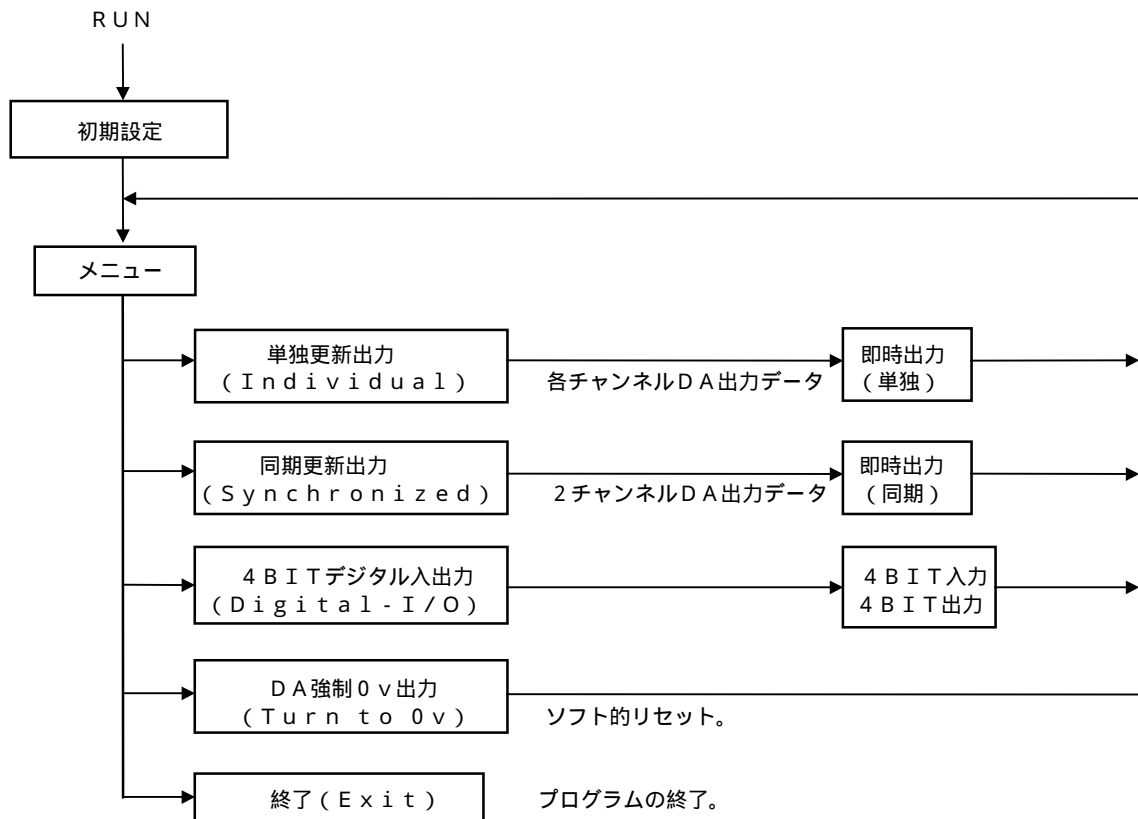 ＲＵＮ
初期設定
メニュー
単独更新出力
（Ｉｎｄｉｖｉｄｕａｌ）
各チャンネルＤＡ出力データ
即時出力
（単独）
同期更新出力
（Ｓｙｎｃｈｒｏｎｉｚｅｄ）
２チャンネルＤＡ出力データ
即時出力
（同期）
４ＢＩＴデジタル入出力
（Ｄｉｇｉｔａｌ‐Ｉ/Ｏ）
４ＢＩＴ入力
４ＢＩＴ出力
ＤＡ強制０ｖ出力
（Ｔｕｒｎ ｔｏ ０ｖ）
ソフト的リセット。
終了（Ｅｘｉｔ）
プログラムの終了。